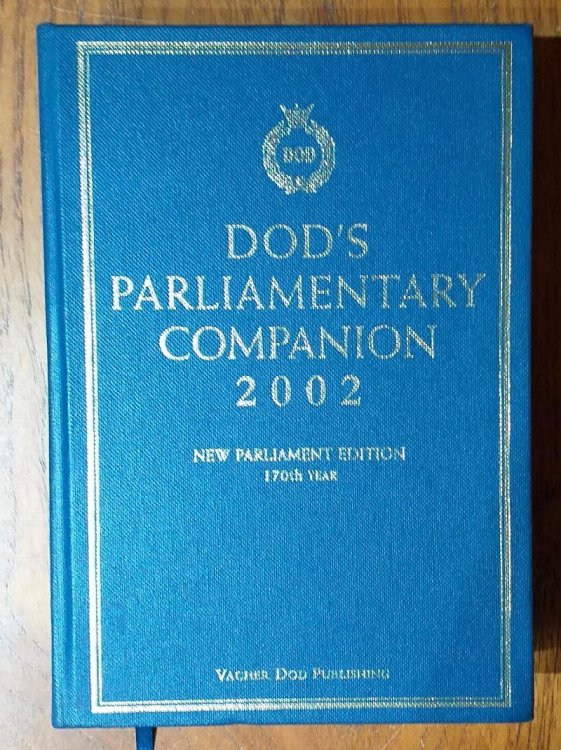 DOD
DOD'S
PARLIAMENTARY
COMPANION
2002
NEW PARLIAMENT EDITION
170th YEAR
VACHER DOD PUBLISHING